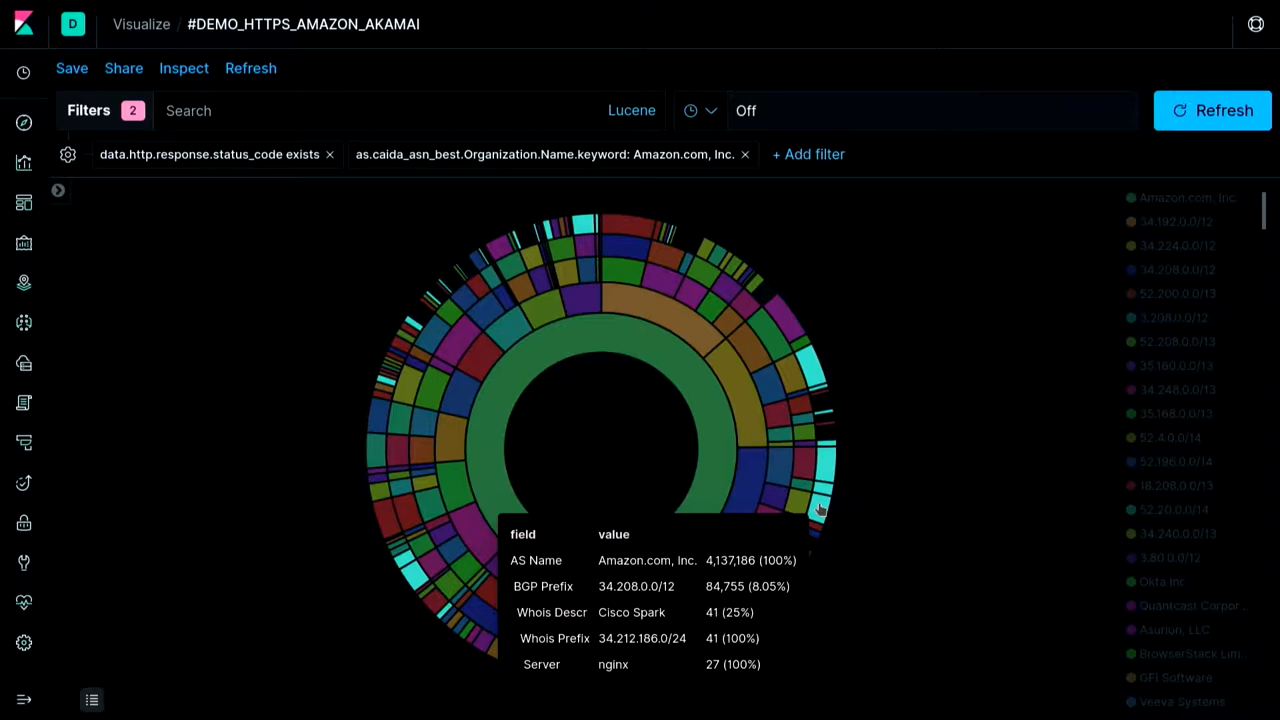 D Visualize / #DEMO_HTTPS_AMAZON_AKAMAI
Save Share Inspect Refresh
Filters 2 Search Lucene Off Refresh
data.http.response.status_code exists × as.caida_asn_best.Organization.Name.keyword: Amazon.com, Inc. × + Add filter
Amazon.com, Inc.
34.192.0.0/12
34.224.0.0/12
34.208.0.0/12
52.200.0.0/13
3.208.0.0/12
52.208.0.0/13
35.160.0.0/13
34.248.0.0/13
35.168.0.0/13
52.4.0.0/14
52.196.0.0/14
18.208.0.0/13
52.20.0.0/14
34.240.0.0/13
3.80.0.0/12
Okta Inc
Quantcast Corpor...
Asurion, LLC
BrowserStack Lim...
GFI Software
Veeva Systems
field value
AS Name Amazon.com, Inc. 4,137,186 (100%)
BGP Prefix 34.208.0.0/12 84,755 (8.05%)
Whois Descr Cisco Spark 41 (25%)
Whois Prefix 34.212.186.0/24 41 (100%)
Server nginx 27 (100%)